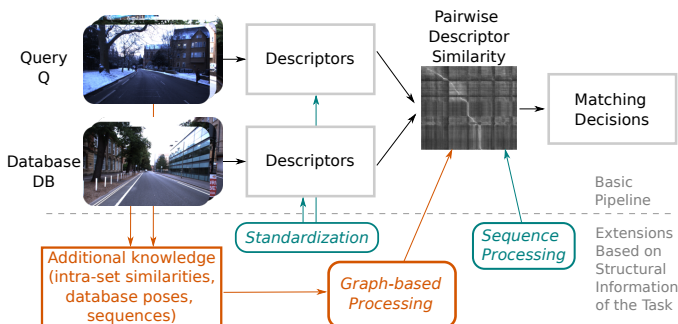 Query
Q
Descriptors
Pairwise
Descriptor
Similarity
Matching
Decisions
Database
DB
Descriptors
Basic
Pipeline
Standardization
Sequence
Processing
Extensions
Based on
Structural
Information
of the Task
Additional knowledge
(intra-set similarities,
database poses,
sequences)
Graph-based
Processing